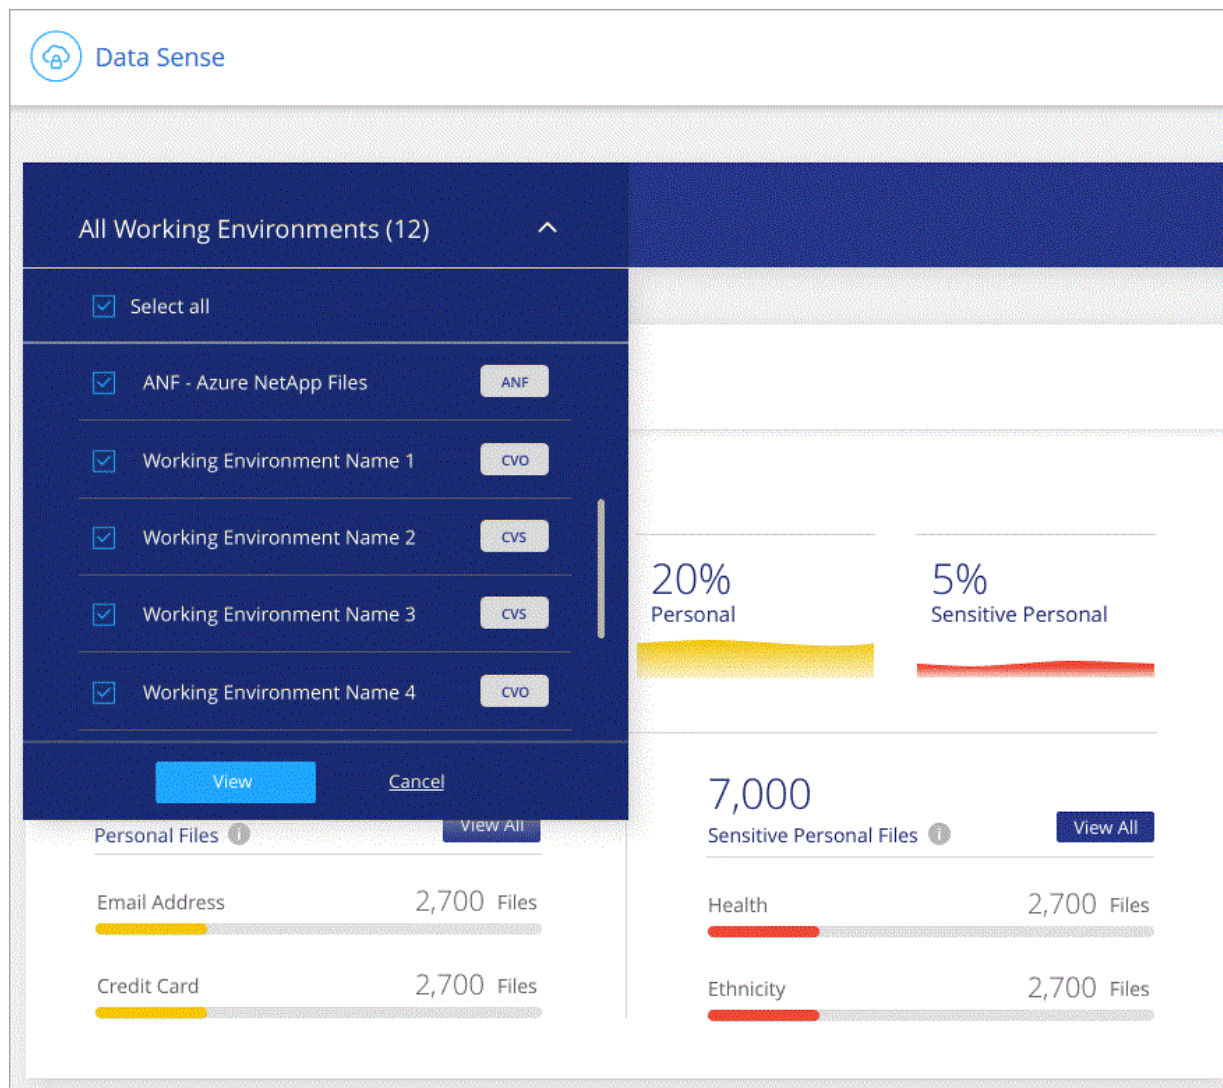 Data Sense
All Working Environments (12)
Select all
ANF - Azure NetApp Files ANF
Working Environment Name 1 CVO
Working Environment Name 2 CVS
Working Environment Name 3 CVS
Working Environment Name 4 CVO
View Cancel
20%
Personal
5%
Sensitive Personal
Personal Files i View All
Email Address 2,700 Files
Credit Card 2,700 Files
7,000
Sensitive Personal Files i View All
Health 2,700 Files
Ethnicity 2,700 Files